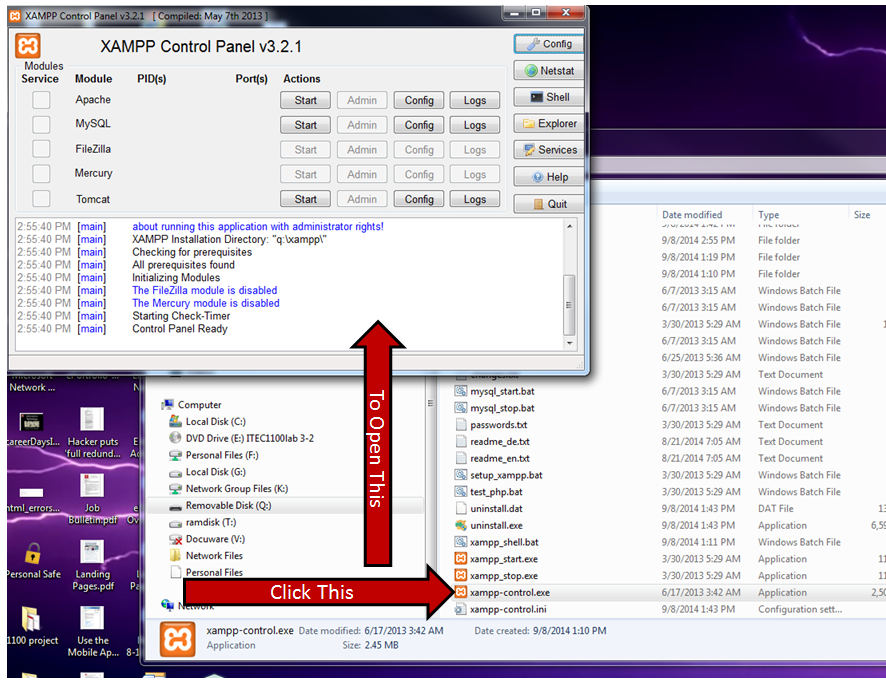 XAMPP Control Panel v3.2.1 [ Compiled: May 7th 2013 ]
XAMPP Control Panel v3.2.1
Config
Modules
Service Module PID(s) Port(s) Actions
Netstat
Apache Start Admin Config Logs
Shell
MySQL Start Admin Config Logs
Explorer
FileZilla Start Admin Config Logs
Services
Mercury Start Admin Config Logs
Help
Tomcat Start Admin Config Logs
Quit
2:55:40 PM [main] about running this application with administrator rights!
2:55:40 PM [main] XAMPP Installation Directory: "q:\xampp\"
2:55:40 PM [main] Checking for prerequisites
2:55:40 PM [main] All prerequisites found
2:55:40 PM [main] Initializing Modules
2:55:40 PM [main] The FileZilla module is disabled
2:55:40 PM [main] The Mercury module is disabled
2:55:40 PM [main] Starting Check-Timer
2:55:40 PM [main] Control Panel Ready
To Open This
Click This
Date modified Type Size
9/8/2014 2:55 PM File folder
9/8/2014 1:19 PM File folder
9/8/2014 1:10 PM File folder
6/7/2013 3:15 AM Windows Batch File
6/7/2013 3:15 AM Windows Batch File
3/30/2013 5:29 AM Windows Batch File
6/7/2013 3:15 AM Windows Batch File
6/25/2013 5:36 AM Windows Batch File
3/30/2013 5:29 AM Text Document
mysql_start.bat 6/7/2013 3:15 AM Windows Batch File
mysql_stop.bat 6/7/2013 3:15 AM Windows Batch File
passwords.txt 3/30/2013 5:29 AM Text Document
readme_de.txt 8/21/2014 7:05 AM Text Document
readme_en.txt 8/21/2014 7:05 AM Text Document
setup_xampp.bat 3/30/2013 5:29 AM Windows Batch File
test_php.bat 3/30/2013 5:29 AM Windows Batch File
uninstall.dat 9/8/2014 1:43 PM DAT File
uninstall.exe 9/8/2014 1:43 PM Application
xampp_shell.bat 9/8/2014 1:11 PM Windows Batch File
xampp_start.exe 3/30/2013 5:29 AM Application
xampp_stop.exe 3/30/2013 5:29 AM Application
xampp-control.exe 6/17/2013 3:42 AM Application
xampp-control.ini 9/8/2014 1:43 PM Configuration sett...
Computer
Local Disk (C:)
DVD Drive (E:) ITEC1100lab 3-2
Personal Files (F:)
Local Disk (G:)
Network Group Files (K:)
Removable Disk (Q:)
ramdisk (T:)
Docuware (V:)
Network Files
Personal Files
Network
xampp-control.exe Date modified: 6/17/2013 3:42 AM Date created: 9/8/2014 1:10 PM
Application Size: 2.45 MB
Network ...
Hacker puts
'full redund...
Job
Bulletin.pdf
Personal Safe
Landing
Pages.pdf
1100 project
Use the
Mobile Ap...